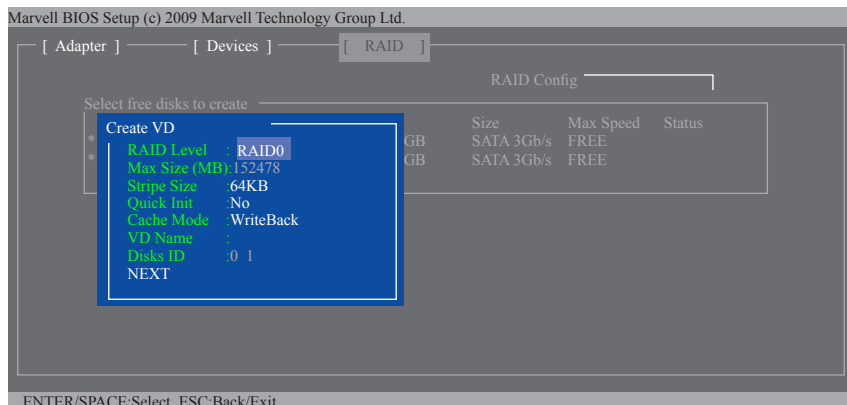 Marvell BIOS Setup (c) 2009 Marvell Technology Group Ltd.
[ Adapter ] [ Devices ] [ RAID ]
RAID Config
Select free disks to create
Size Max Speed Status
* GB SATA 3Gb/s FREE
* GB SATA 3Gb/s FREE
Create VD
RAID Level : RAID0
Max Size (MB):152478
Stripe Size :64KB
Quick Init :No
Cache Mode :WriteBack
VD Name :
Disks ID :0 1
NEXT
ENTER/SPACE:Select ESC:Back/Exit